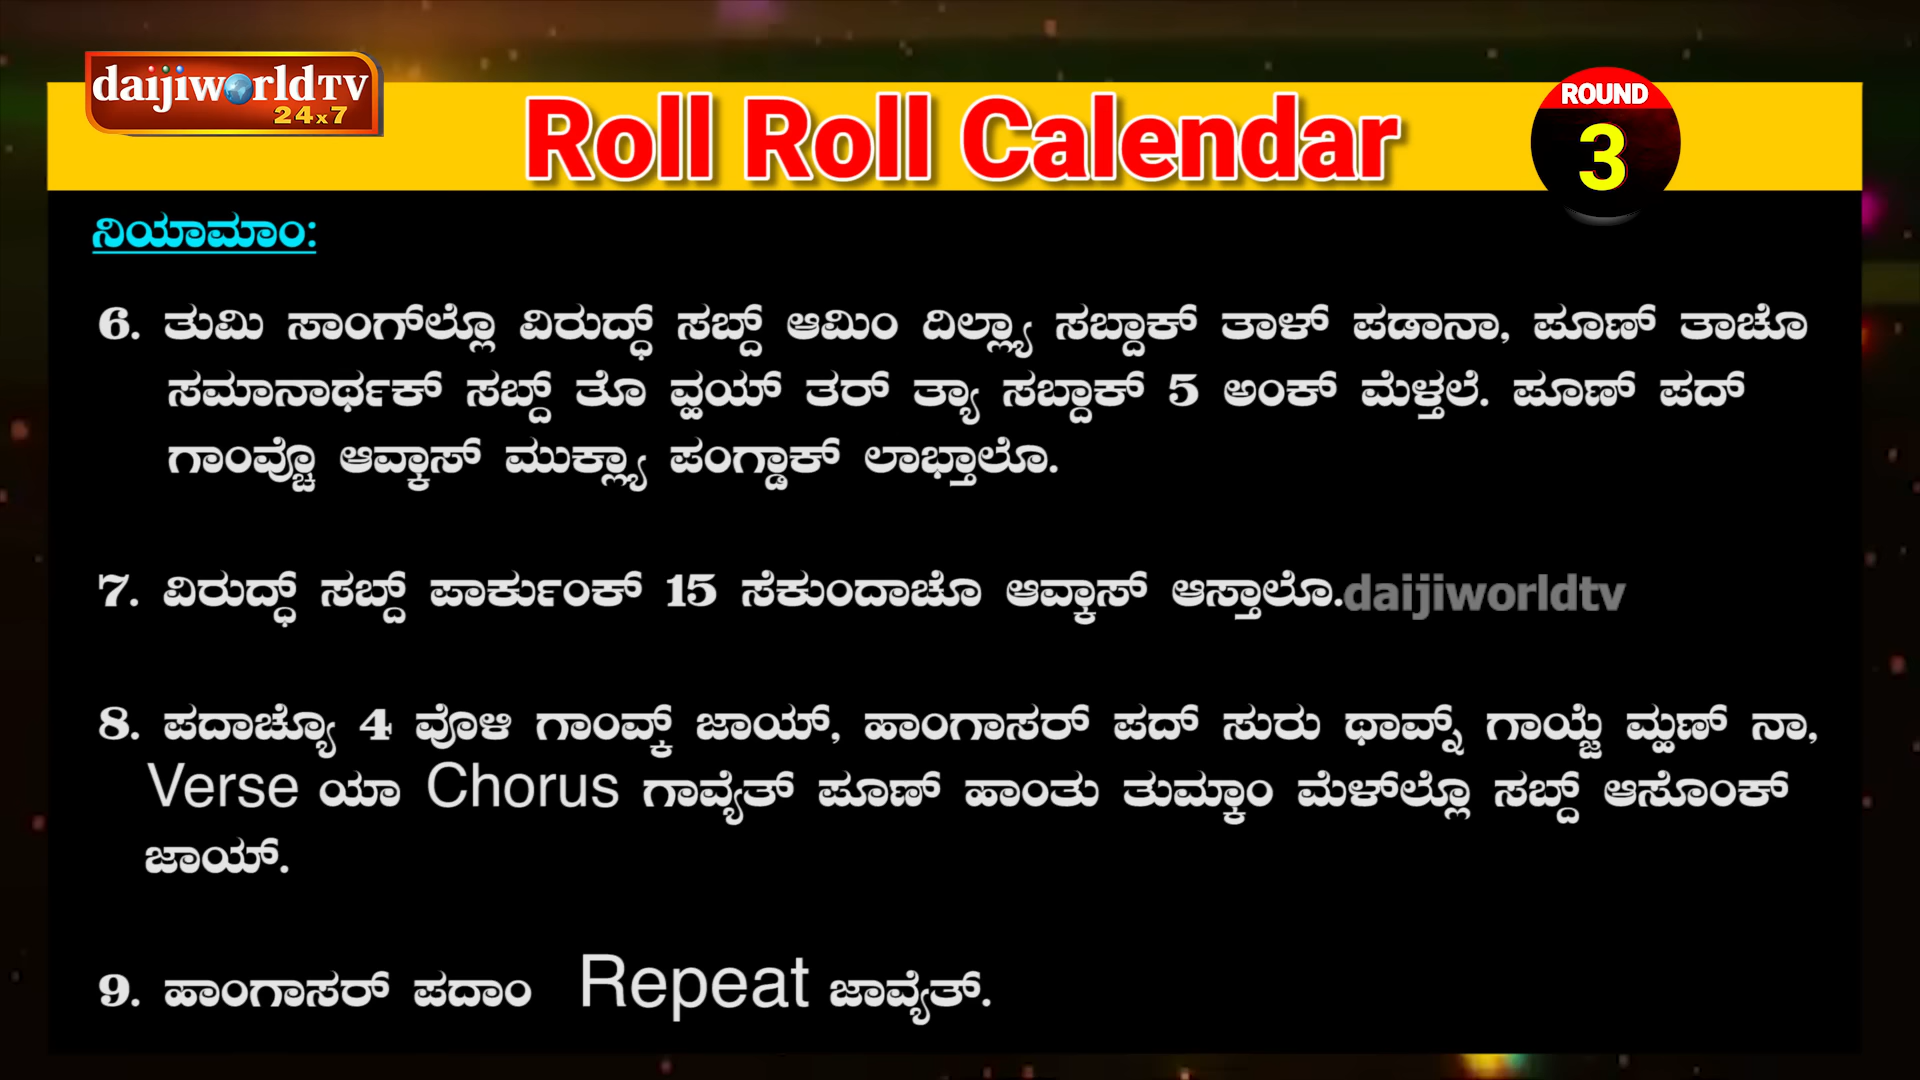 daijiworldTV
24x7
Roll Roll Calendar
ROUND
3
ನಿಯಾಮಾಂ:
6. ತುಮಿ ಸಾಂಗ್‌ಲ್ಲೊ ವಿರುದ್ಧ್ ಸಬ್ದ್ ಆಮಿಂ ದಿಲ್ಲ್ಯಾ ಸಬ್ದಾಕ್ ತಾಳ್ ಪಡಾನಾ, ಪೂಣ್ ತಾಚೊ
ಸಮಾನಾರ್ಥಕ್ ಸಬ್ದ್ ತೊ ವ್ಹಯ್ ತರ್ ತ್ಯಾ ಸಬ್ದಾಕ್ 5 ಅಂಕ್ ಮೆಳ್ತಲೆ. ಪೂಣ್ ಪದ್
ಗಾಂವ್ಚೊ ಆವ್ಕಾಸ್ ಮುಕ್ಲ್ಯಾ ಪಂಗ್ಡಾಕ್ ಲಾಭ್ತಾಲೊ.
7. ವಿರುದ್ಧ್ ಸಬ್ದ್ ಪಾರ್ಕುಂಕ್ 15 ಸೆಕುಂದಾಚೊ ಆವ್ಕಾಸ್ ಆಸ್ತಾಲೊ.daijiworldtv
8. ಪದಾಚ್ಯೊ 4 ವೊಳಿ ಗಾಂವ್ಕ್ ಜಾಯ್, ಹಾಂಗಾಸರ್ ಪದ್ ಸುರು ಥಾವ್ನ್ ಗಾಯ್ಜೆ ಮ್ಹಣ್ ನಾ,
Verse ಯಾ Chorus ಗಾವ್ಯೆತ್ ಪೂಣ್ ಹಾಂತು ತುಮ್ಕಾಂ ಮೆಳ್‌ಲ್ಲೊ ಸಬ್ದ್ ಆಸೊಂಕ್
ಜಾಯ್.
9. ಹಾಂಗಾಸರ್ ಪದಾಂ Repeat ಜಾವ್ಯೆತ್.